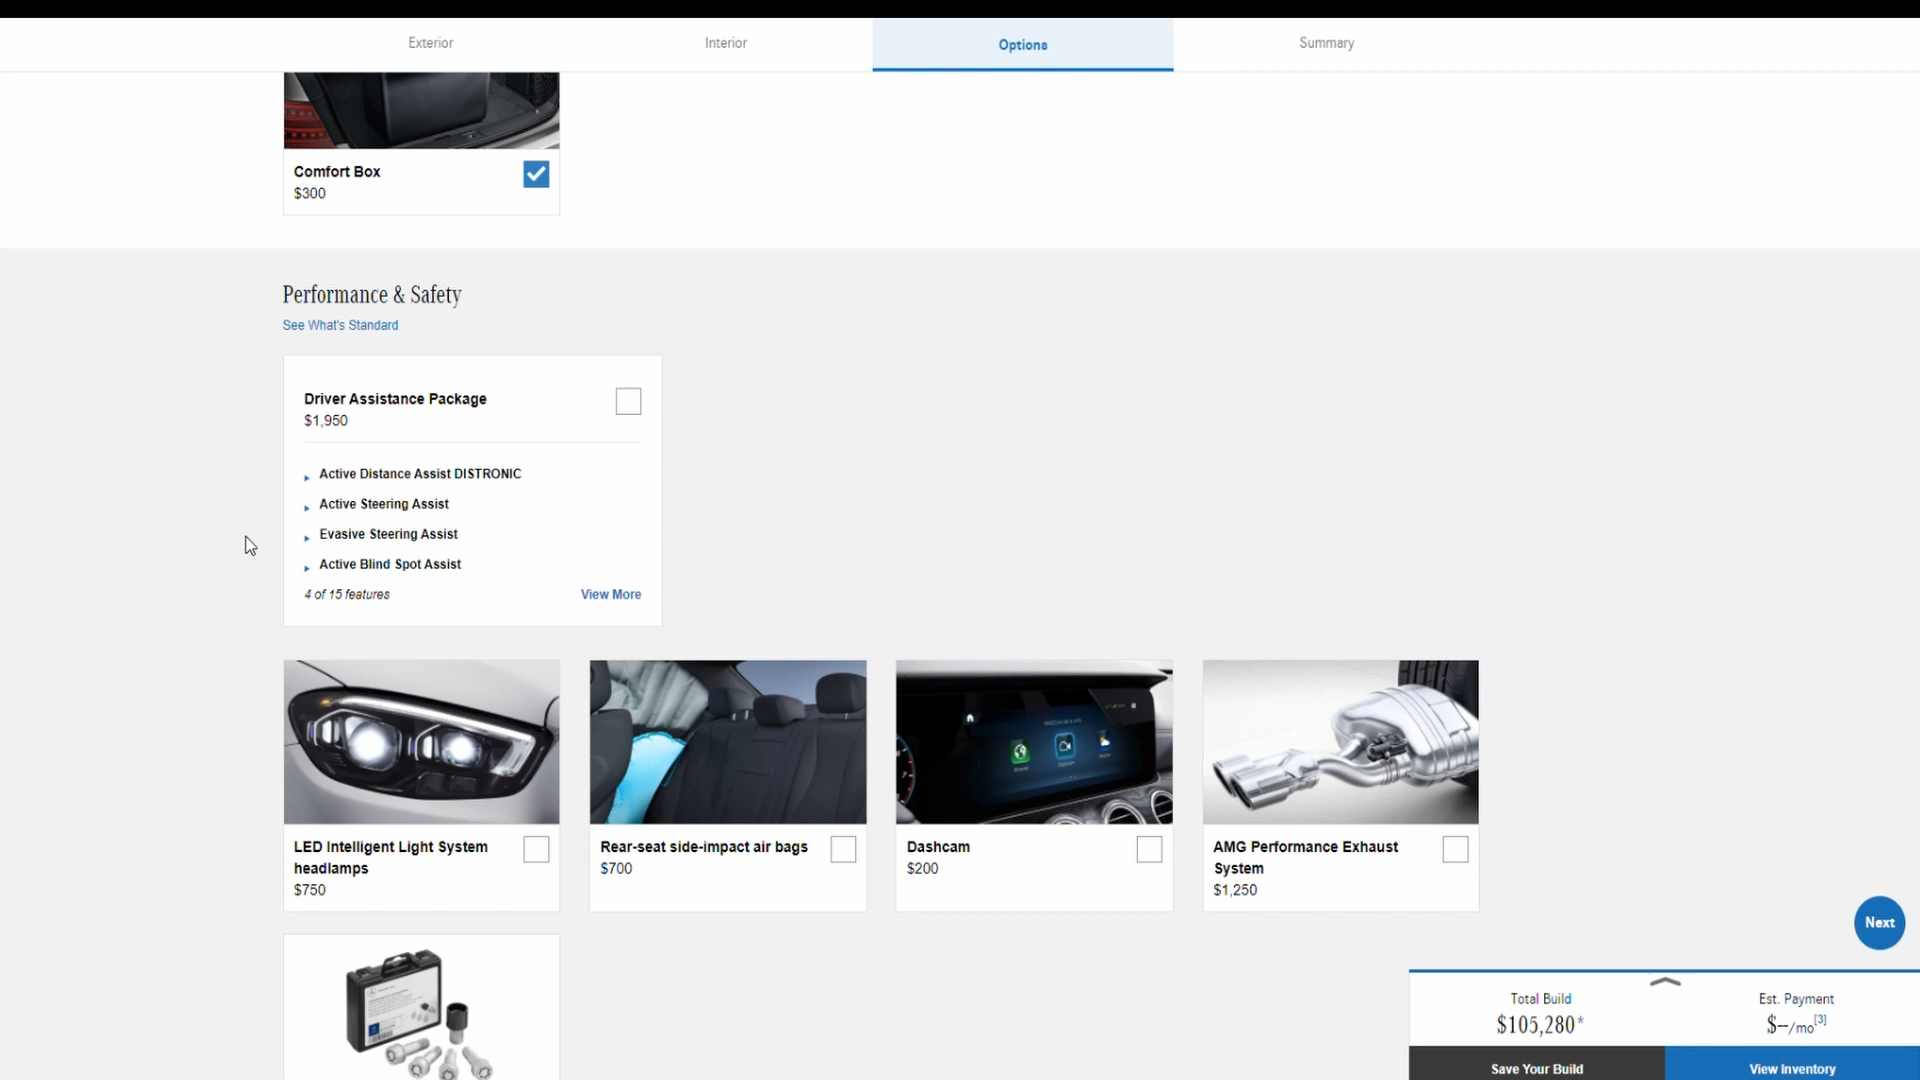 Exterior
Interior
Options
Summary
Comfort Box
$300
Performance & Safety
See What's Standard
Driver Assistance Package
$1,950
Active Distance Assist DISTRONIC
Active Steering Assist
Evasive Steering Assist
Active Blind Spot Assist
4 of 15 features
View More
LED Intelligent Light System
headlamps
$750
Rear-seat side-impact air bags
$700
Dashcam
$200
AMG Performance Exhaust
System
$1,250
Next
Total Build
$105,280*
Est. Payment
$--/mo[3]
Save Your Build
View Inventory